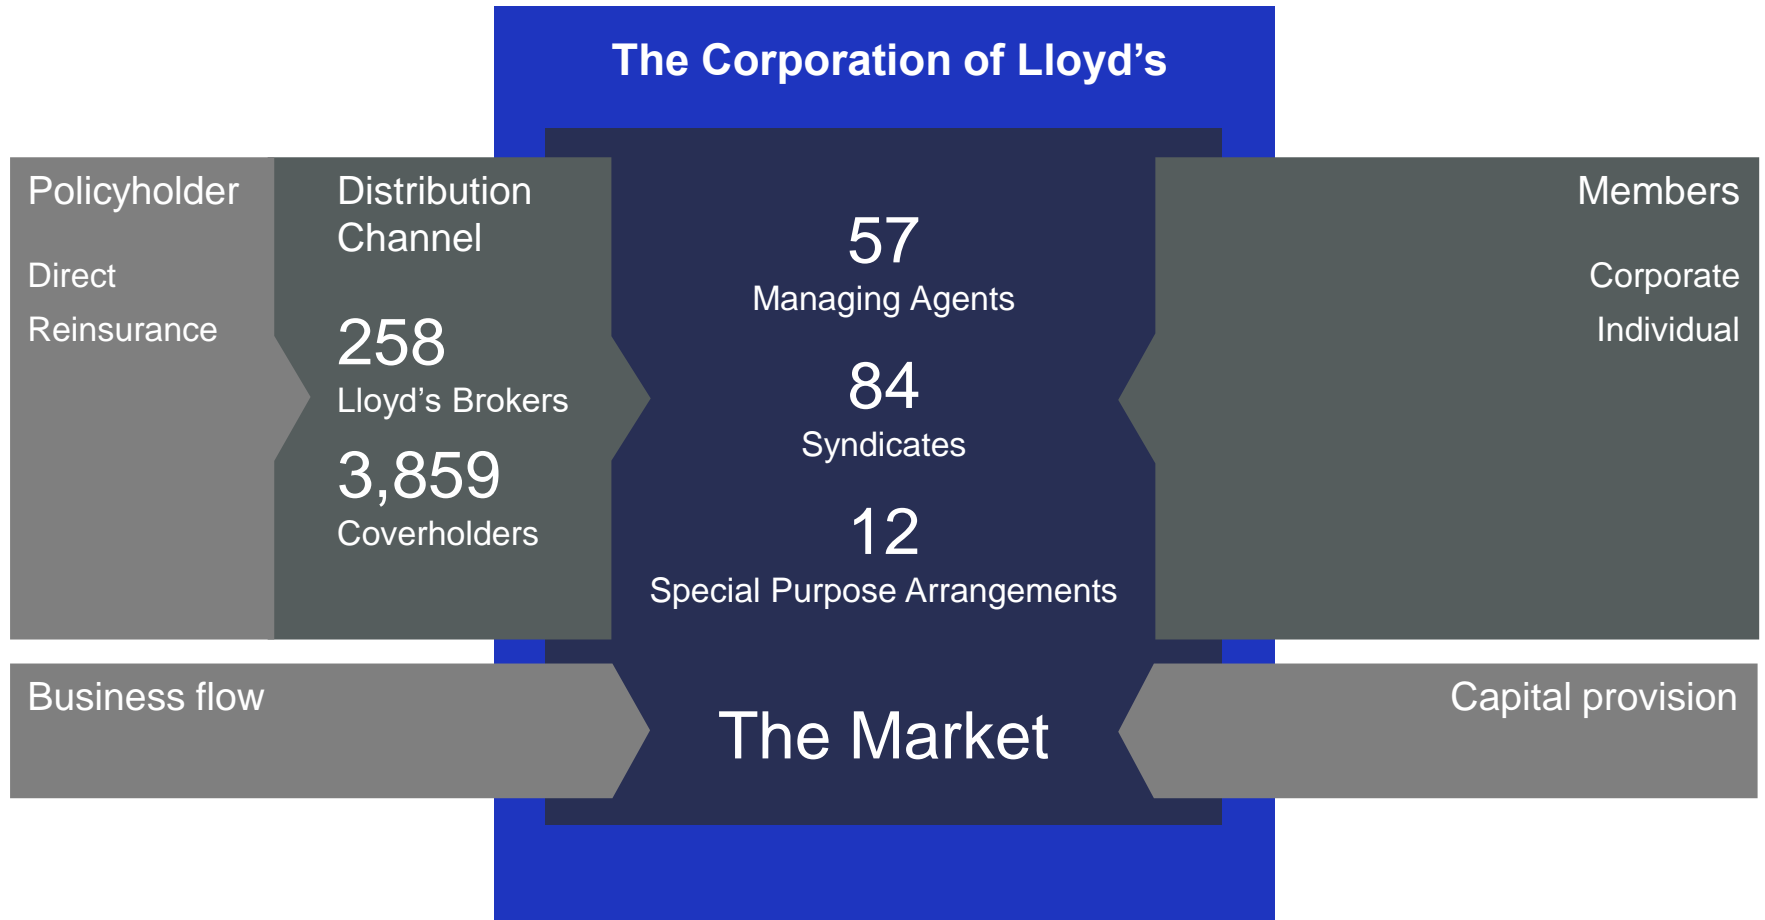 The Corporation of Lloyd’s
Policyholder
Direct
Reinsurance
Distribution
Channel
258
Lloyd’s Brokers
3,859
Coverholders
57
Managing Agents
84
Syndicates
12
Special Purpose Arrangements
Members
Corporate
Individual
Business flow
The Market
Capital provision